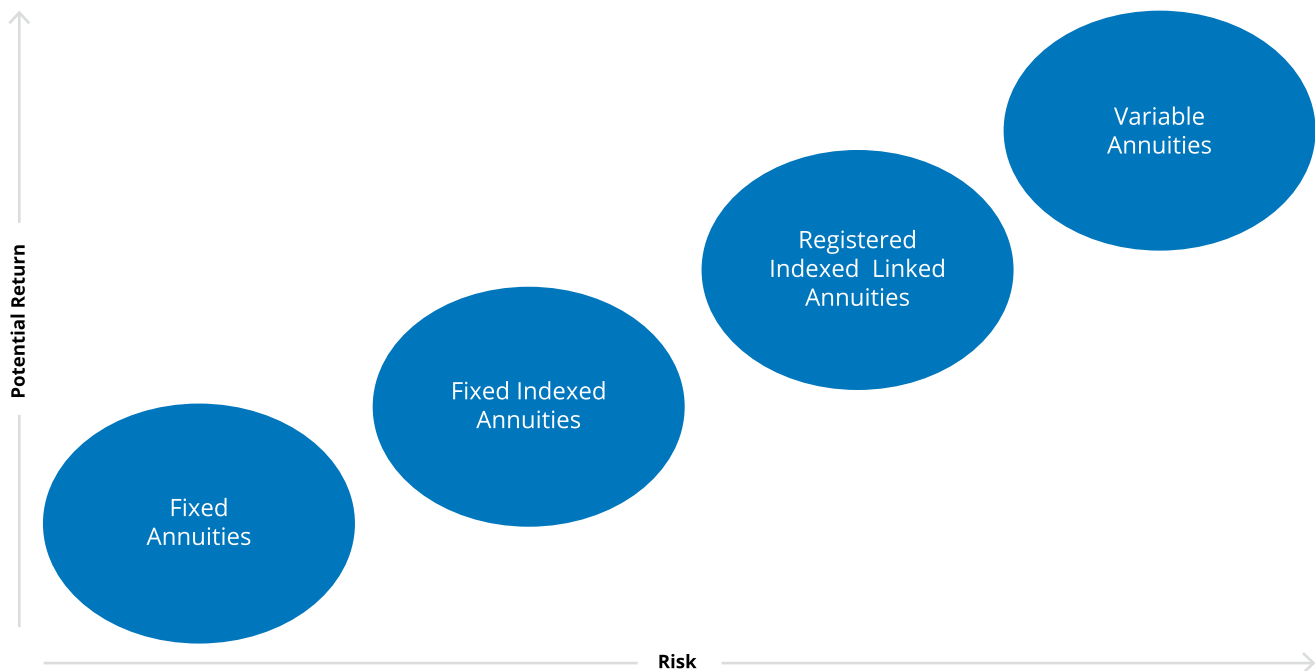 Variable
Annuities
Registered
Indexed  Linked
Annuities
Fixed Indexed
Annuities
Fixed
Annuities
Potential Return
Risk